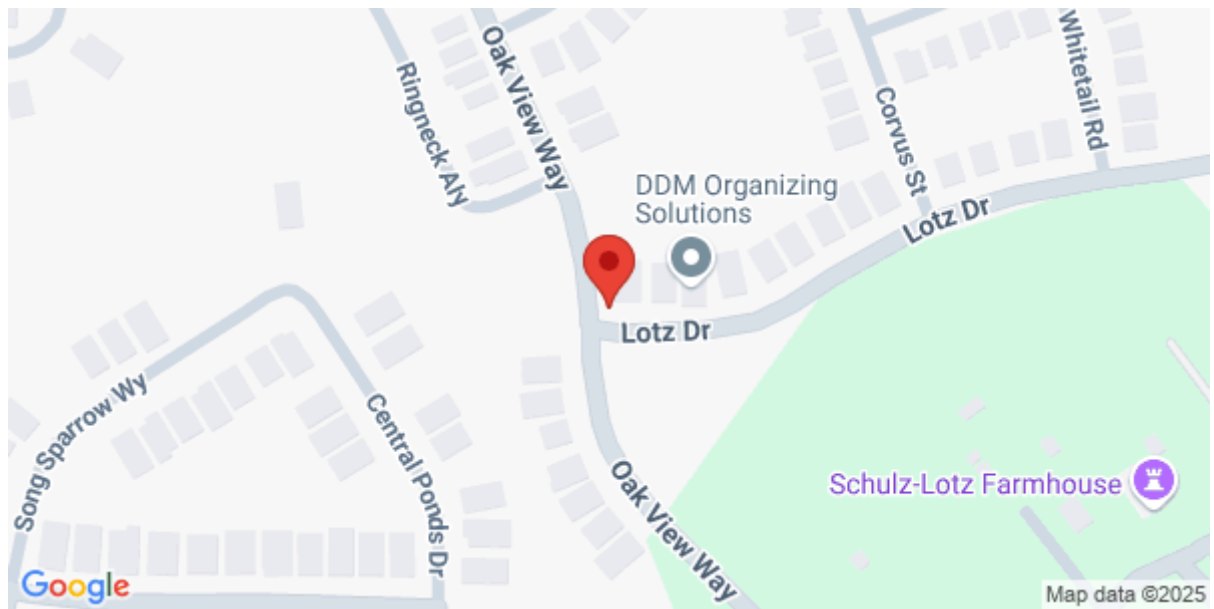 Oak View Way
Ringneck Aly
Corvus St
Whitetail Rd
DDM Organizing
Solutions
Lotz Dr
Lotz Dr
Song Sparrow Wy
Central Ponds Dr
Oak View Way
Schulz-Lotz Farmhouse
Google
Map data ©2025